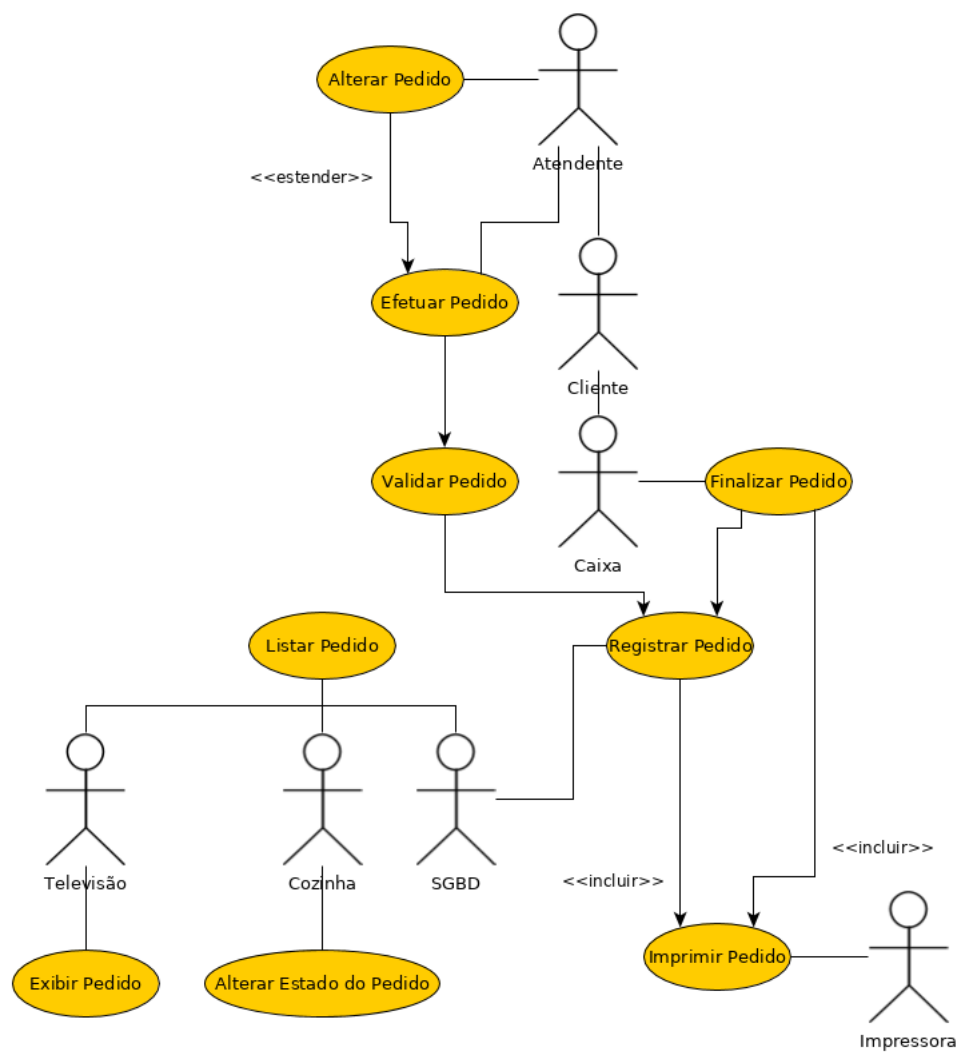 Alterar Pedido
Atendente
<<estender>>
Efetuar Pedido
Cliente
Validar Pedido
Finalizar Pedido
Caixa
Listar Pedido
Registrar Pedido
<<incluir>>
<<incluir>>
Televisão
Cozinha
SGBD
Imprimir Pedido
Exibir Pedido
Alterar Estado do Pedido
Impressora